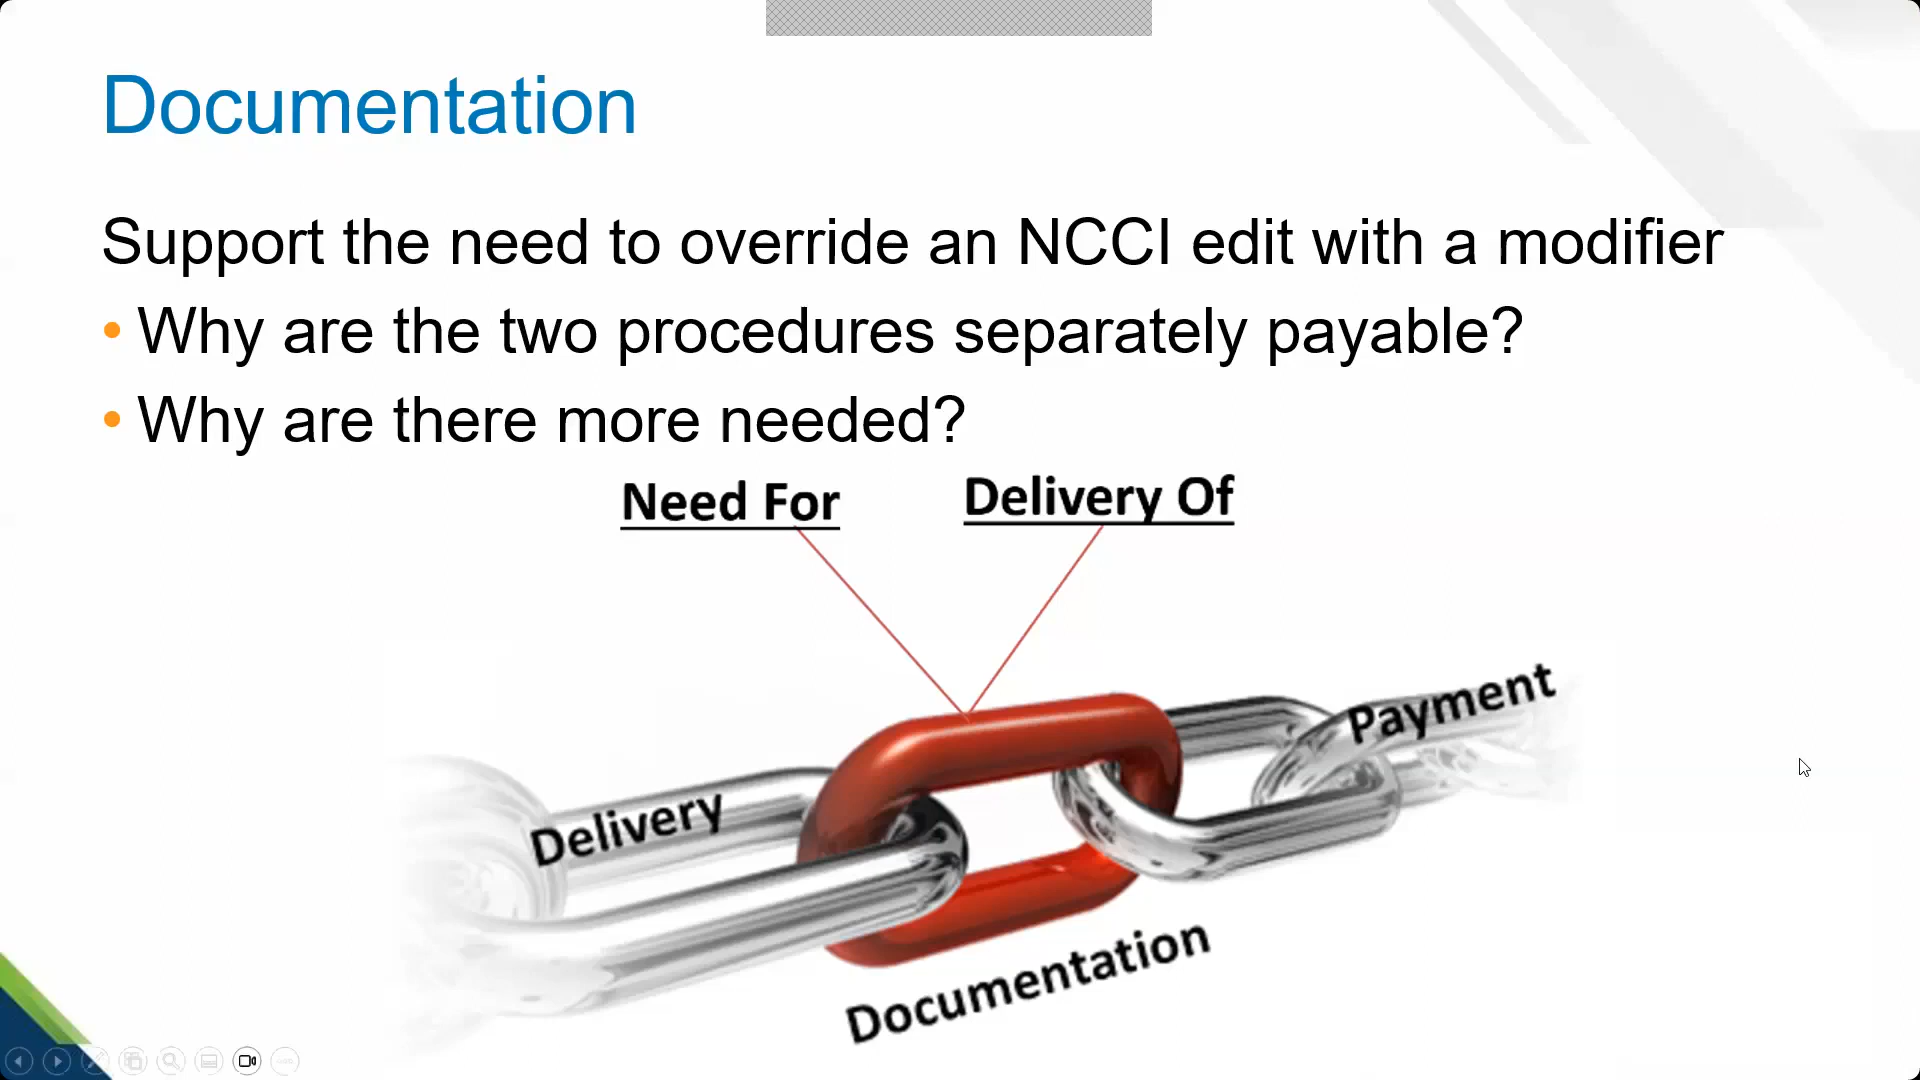 Documentation
Support the need to override an NCCI edit with a modifier
• Why are the two procedures separately payable?
• Why are there more needed?
Need For
Delivery Of
Payment
Delivery
Documentation